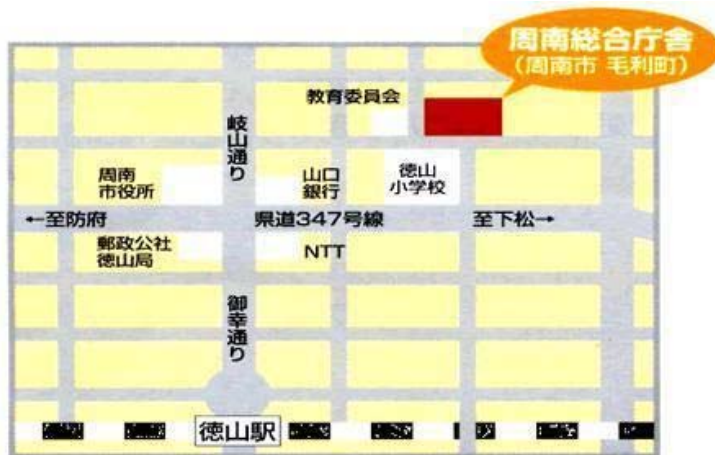 周南総合庁舎
（周南市 毛利町）
教育委員会
岐山通り
周南
市役所
山口
銀行
徳山
小学校
←至防府
県道347号線
至下松→
郵政公社
徳山局
NTT
御幸通り
徳山駅